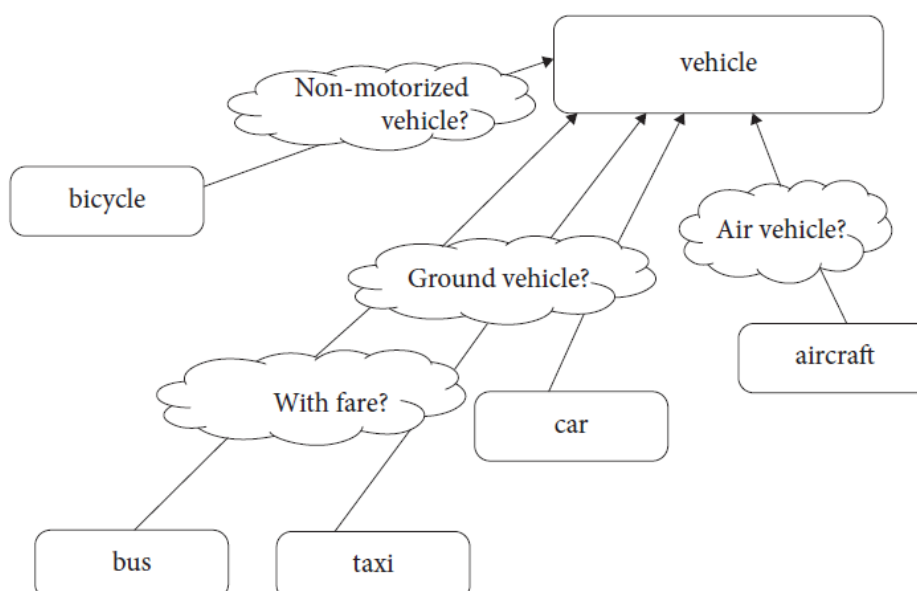 vehicle
Non-motorized
vehicle?
bicycle
Air vehicle?
Ground vehicle?
aircraft
With fare?
car
bus
taxi